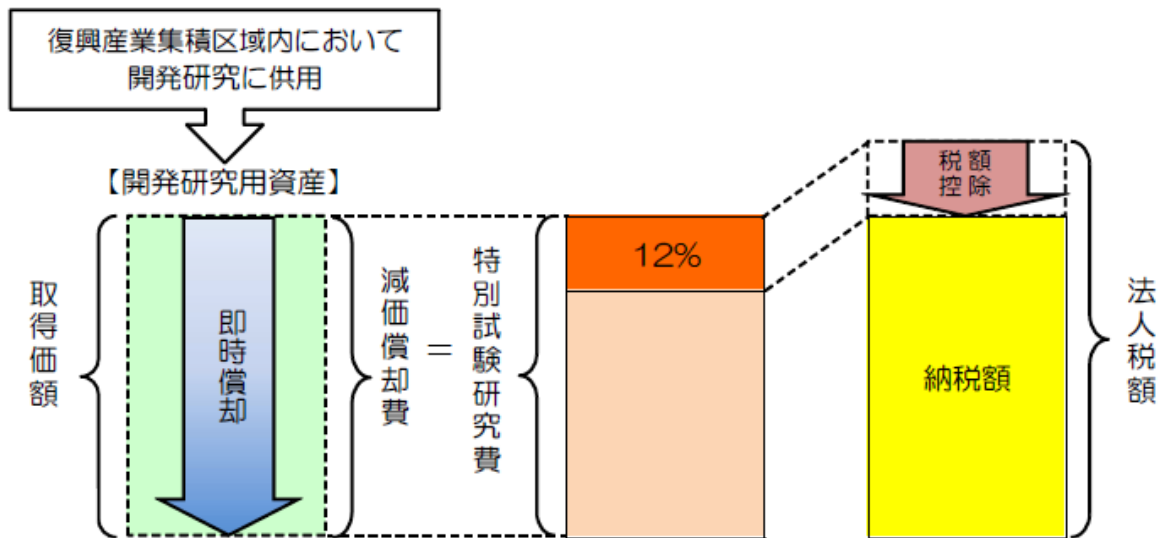 復興産業集積区域内において
開発研究に供用
【開発研究用資産】
取得価額
即時償却
減価償却費
＝
特別試験研究費
12%
税額
控除
納税額
法人税額